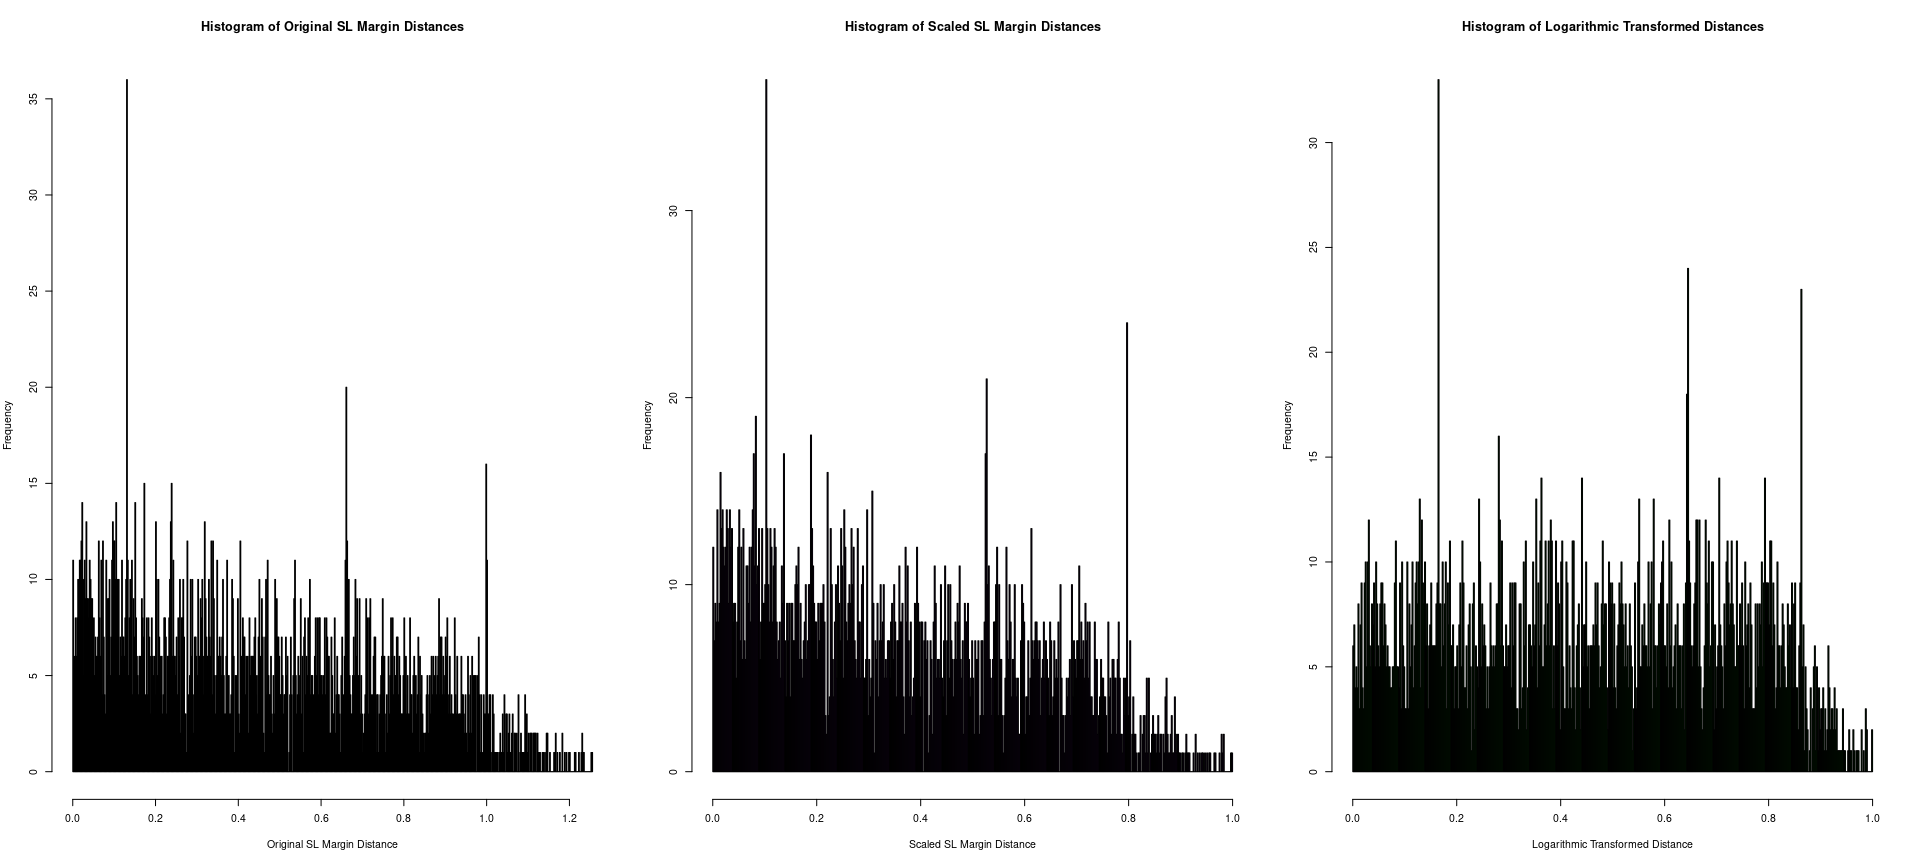 Histogram of Original SL Margin Distances
Frequency
0 5 10 15 20 25 30 35
0.0 0.2 0.4 0.6 0.8 1.0 1.2
Original SL Margin Distance
Histogram of Scaled SL Margin Distances
Frequency
0 10 20 30
0.0 0.2 0.4 0.6 0.8 1.0
Scaled SL Margin Distance
Histogram of Logarithmic Transformed Distances
Frequency
0 5 10 15 20 25 30
0.0 0.2 0.4 0.6 0.8 1.0
Logarithmic Transformed Distance